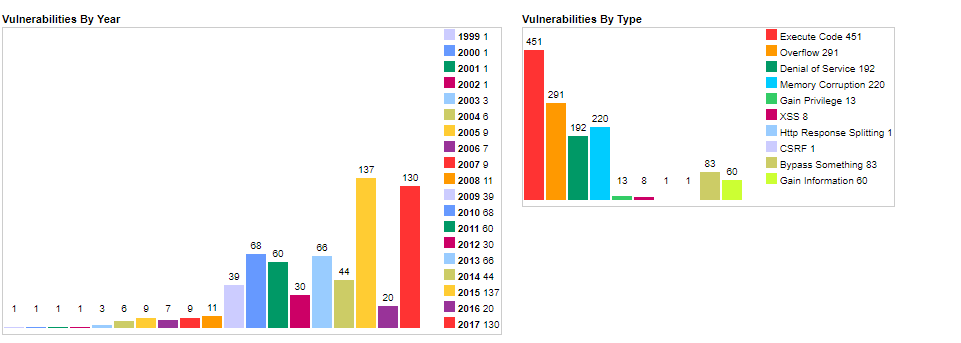 Vulnerabilities By Year
1 1 1 1 3 6 9 7 9 11 39 68 60 30 66 44 137 20 130
1999 1
2000 1
2001 1
2002 1
2003 3
2004 6
2005 9
2006 7
2007 9
2008 11
2009 39
2010 68
2011 60
2012 30
2013 66
2014 44
2015 137
2016 20
2017 130
Vulnerabilities By Type
451 291 192 220 13 8 1 1 83 60
Execute Code 451
Overflow 291
Denial of Service 192
Memory Corruption 220
Gain Privilege 13
XSS 8
Http Response Splitting 1
CSRF 1
Bypass Something 83
Gain Information 60